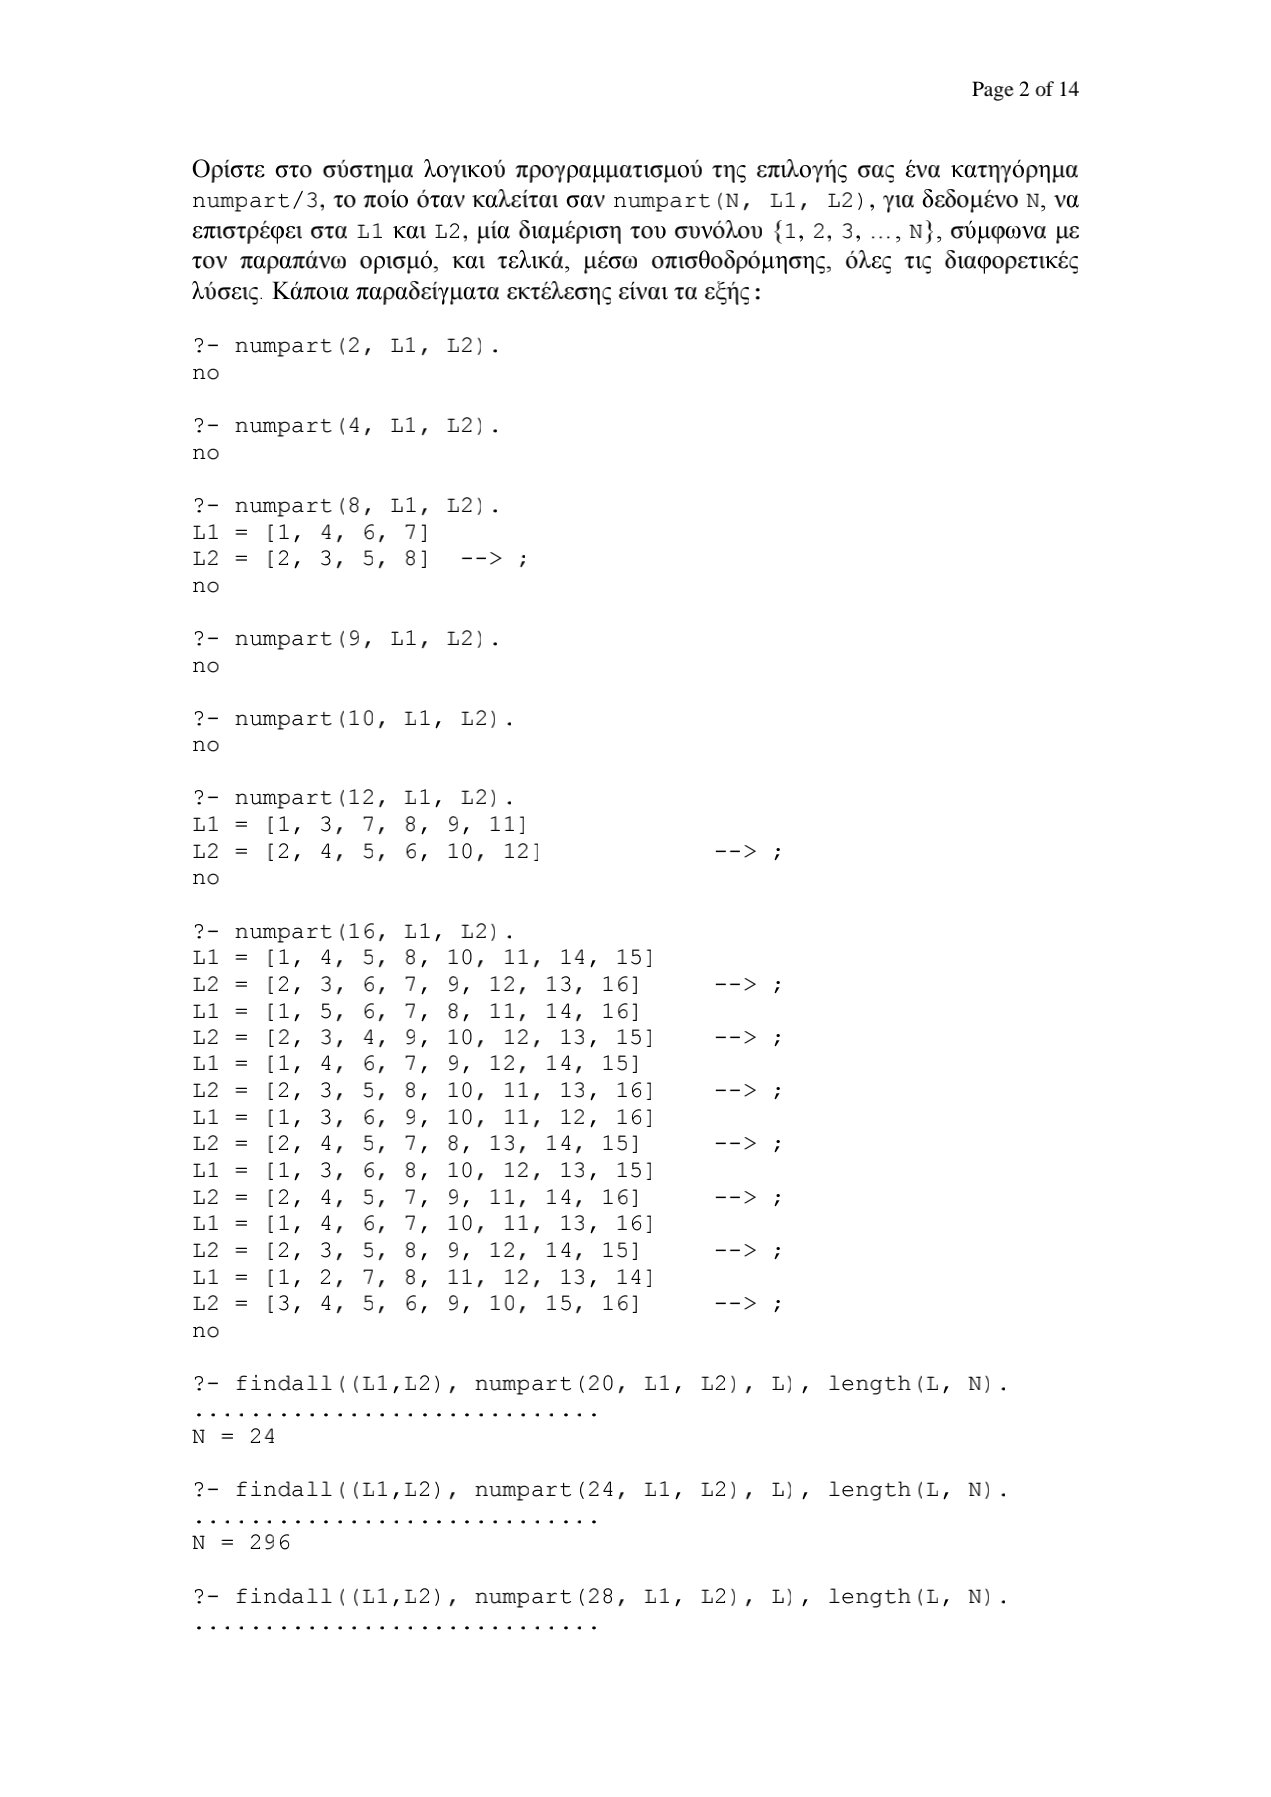 Page 2 of 14
Ορίστε στο σύστημα λογικού προγραμματισμού της επιλογής σας ένα κατηγόρημα
numpart/3, το ποίο όταν καλείται σαν numpart(N, L1, L2), για δεδομένο N, να
επιστρέφει στα L1 και L2, μία διαμέριση του συνόλου {1, 2, 3, …, N}, σύμφωνα με
τον παραπάνω ορισμό, και τελικά, μέσω οπισθοδρόμησης, όλες τις διαφορετικές
λύσεις. Κάποια παραδείγματα εκτέλεσης είναι τα εξής:
?- numpart(2, L1, L2).
no
?- numpart(4, L1, L2).
no
?- numpart(8, L1, L2).
L1 = [1, 4, 6, 7]
L2 = [2, 3, 5, 8] --> ;
no
?- numpart(9, L1, L2).
no
?- numpart(10, L1, L2).
no
?- numpart(12, L1, L2).
L1 = [1, 3, 7, 8, 9, 11]
L2 = [2, 4, 5, 6, 10, 12] --> ;
no
?- numpart(16, L1, L2).
L1 = [1, 4, 5, 8, 10, 11, 14, 15]
L2 = [2, 3, 6, 7, 9, 12, 13, 16] --> ;
L1 = [1, 5, 6, 7, 8, 11, 14, 16]
L2 = [2, 3, 4, 9, 10, 12, 13, 15] --> ;
L1 = [1, 4, 6, 7, 9, 12, 14, 15]
L2 = [2, 3, 5, 8, 10, 11, 13, 16] --> ;
L1 = [1, 3, 6, 9, 10, 11, 12, 16]
L2 = [2, 4, 5, 7, 8, 13, 14, 15] --> ;
L1 = [1, 3, 6, 8, 10, 12, 13, 15]
L2 = [2, 4, 5, 7, 9, 11, 14, 16] --> ;
L1 = [1, 4, 6, 7, 10, 11, 13, 16]
L2 = [2, 3, 5, 8, 9, 12, 14, 15] --> ;
L1 = [1, 2, 7, 8, 11, 12, 13, 14]
L2 = [3, 4, 5, 6, 9, 10, 15, 16] --> ;
no
?- findall((L1,L2), numpart(20, L1, L2), L), length(L, N).
.............................
N = 24
?- findall((L1,L2), numpart(24, L1, L2), L), length(L, N).
.............................
N = 296
?- findall((L1,L2), numpart(28, L1, L2), L), length(L, N).
.............................